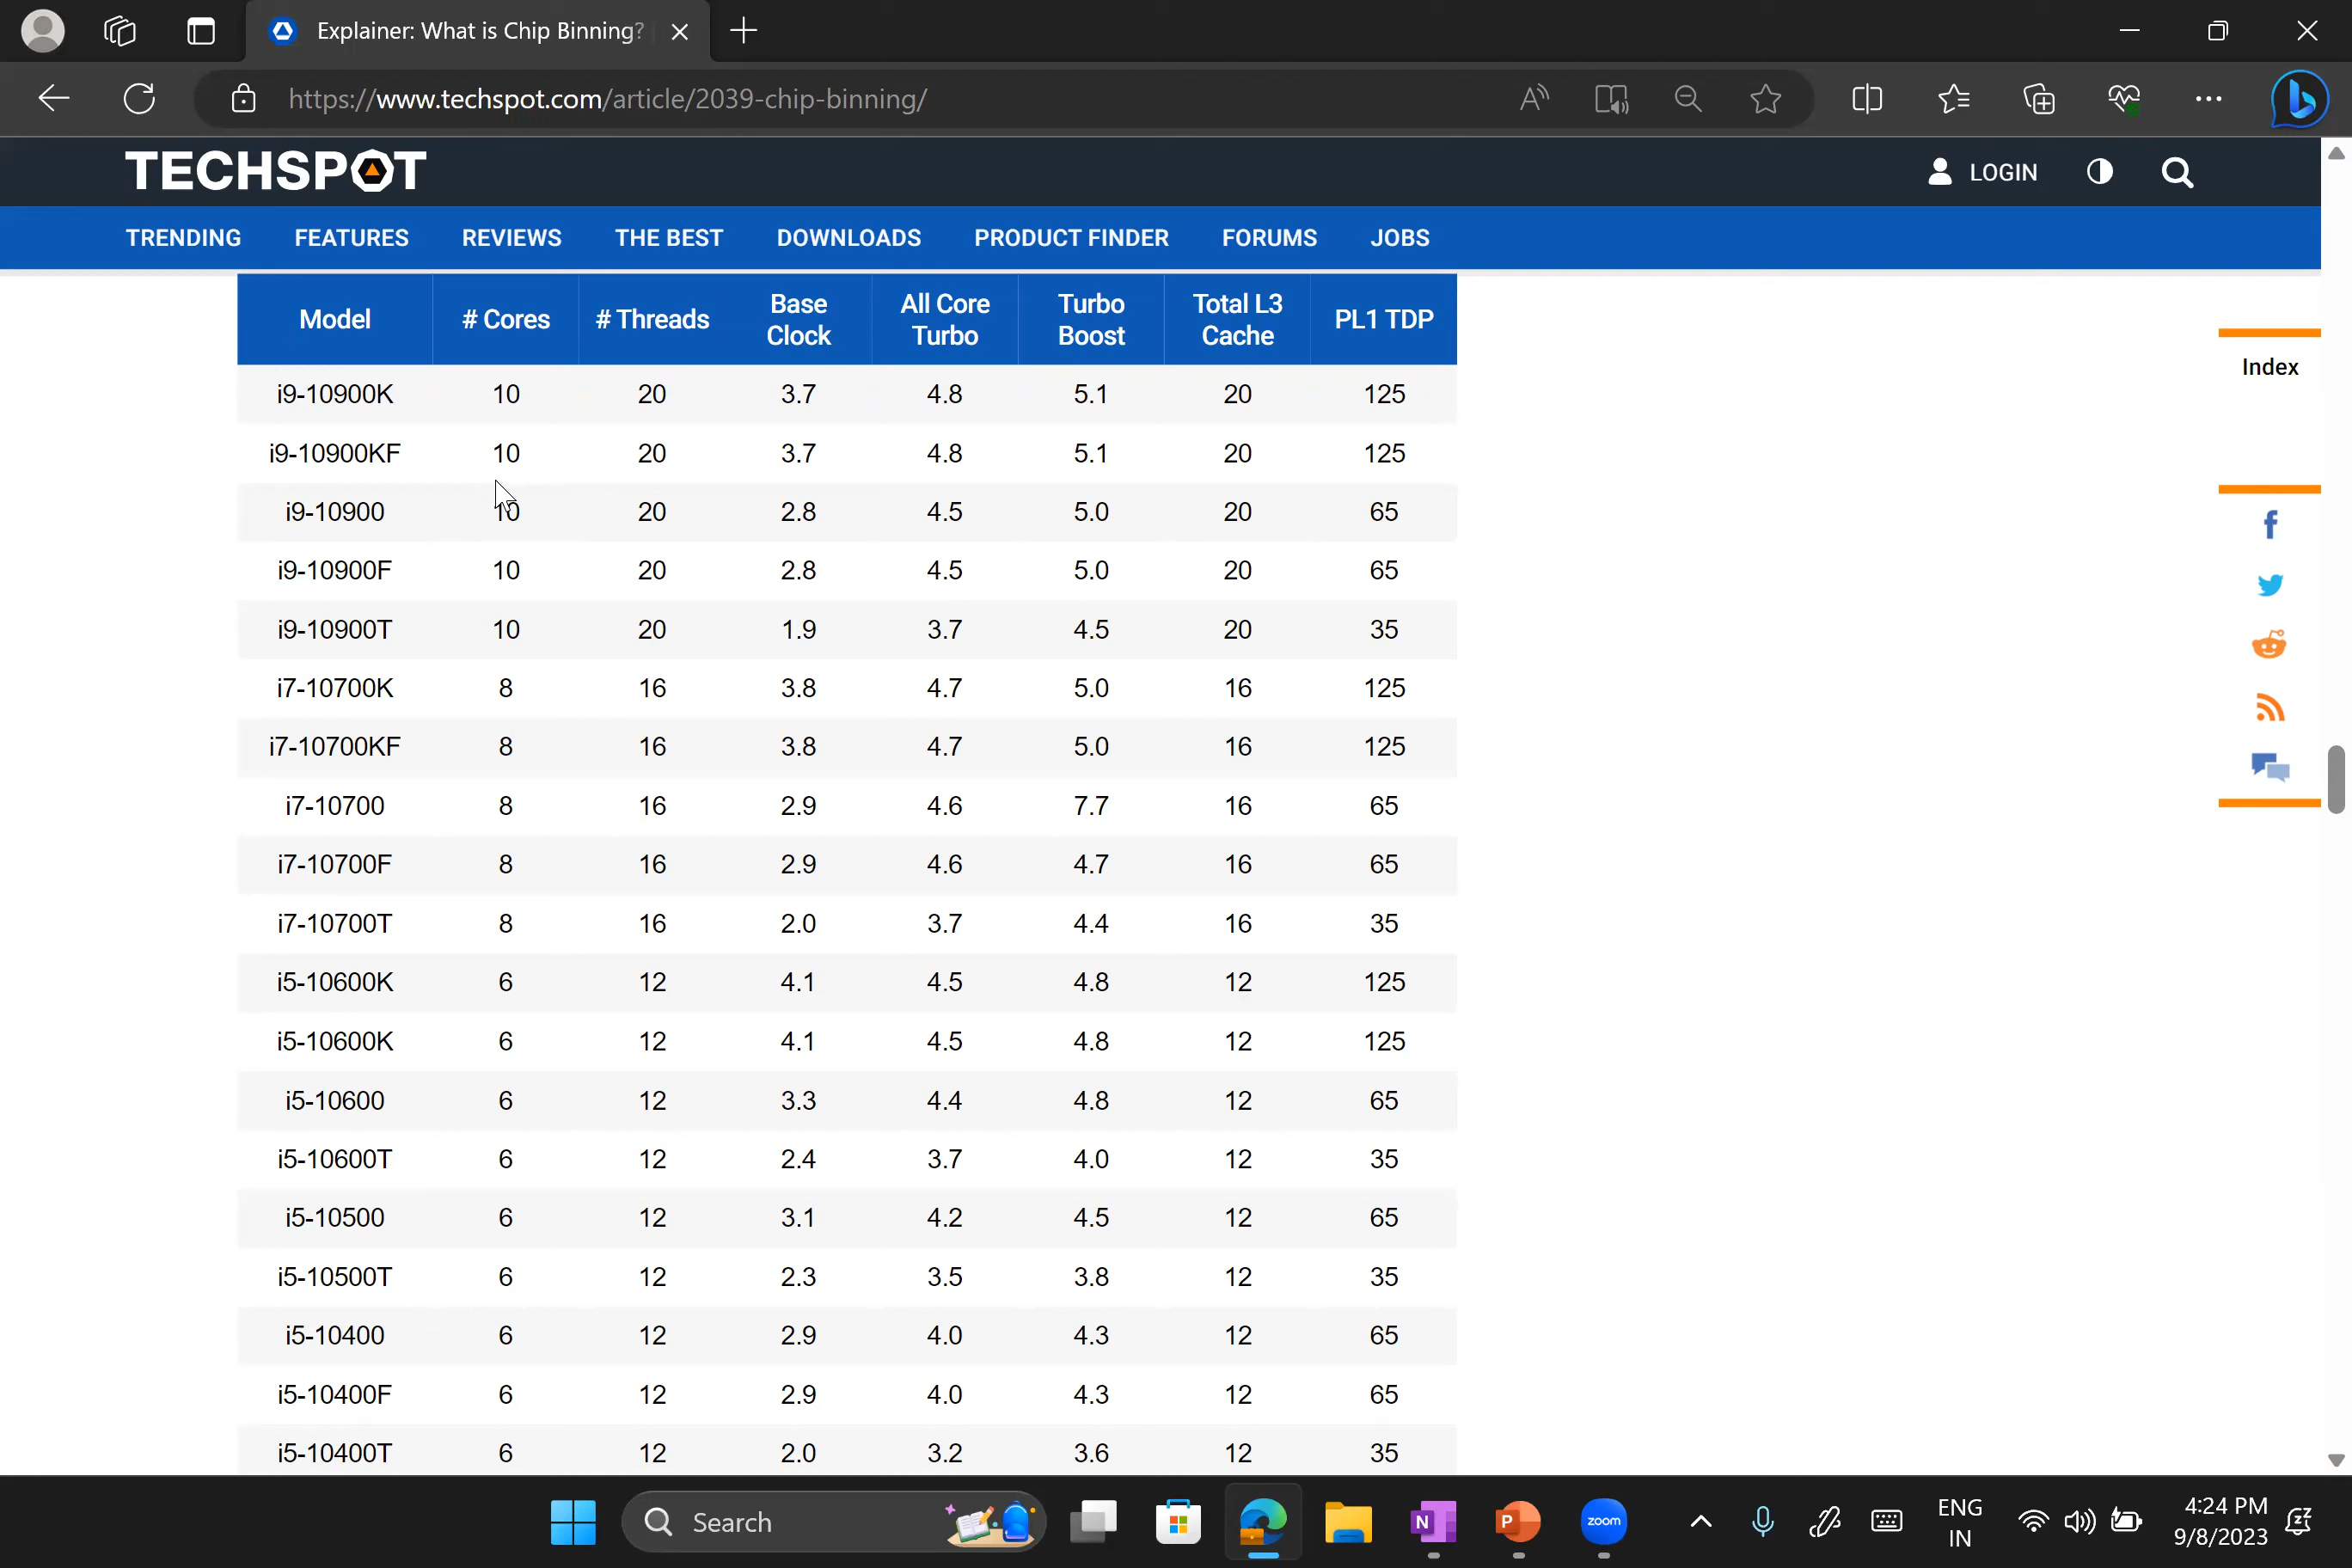 Explainer: What is Chip Binning?
https://www.techspot.com/article/2039-chip-binning/
TECHSPOT
LOGIN
TRENDING FEATURES REVIEWS THE BEST DOWNLOADS PRODUCT FINDER FORUMS JOBS
Model # Cores # Threads Base Clock All Core Turbo Turbo Boost Total L3 Cache PL1 TDP
i9-10900K 10 20 3.7 4.8 5.1 20 125
i9-10900KF 10 20 3.7 4.8 5.1 20 125
i9-10900 10 20 2.8 4.5 5.0 20 65
i9-10900F 10 20 2.8 4.5 5.0 20 65
i9-10900T 10 20 1.9 3.7 4.5 20 35
i7-10700K 8 16 3.8 4.7 5.0 16 125
i7-10700KF 8 16 3.8 4.7 5.0 16 125
i7-10700 8 16 2.9 4.6 7.7 16 65
i7-10700F 8 16 2.9 4.6 4.7 16 65
i7-10700T 8 16 2.0 3.7 4.4 16 35
i5-10600K 6 12 4.1 4.5 4.8 12 125
i5-10600K 6 12 4.1 4.5 4.8 12 125
i5-10600 6 12 3.3 4.4 4.8 12 65
i5-10600T 6 12 2.4 3.7 4.0 12 35
i5-10500 6 12 3.1 4.2 4.5 12 65
i5-10500T 6 12 2.3 3.5 3.8 12 35
i5-10400 6 12 2.9 4.0 4.3 12 65
i5-10400F 6 12 2.9 4.0 4.3 12 65
i5-10400T 6 12 2.0 3.2 3.6 12 35
Index
Search
zoom
ENG
IN
4:24 PM
9/8/2023